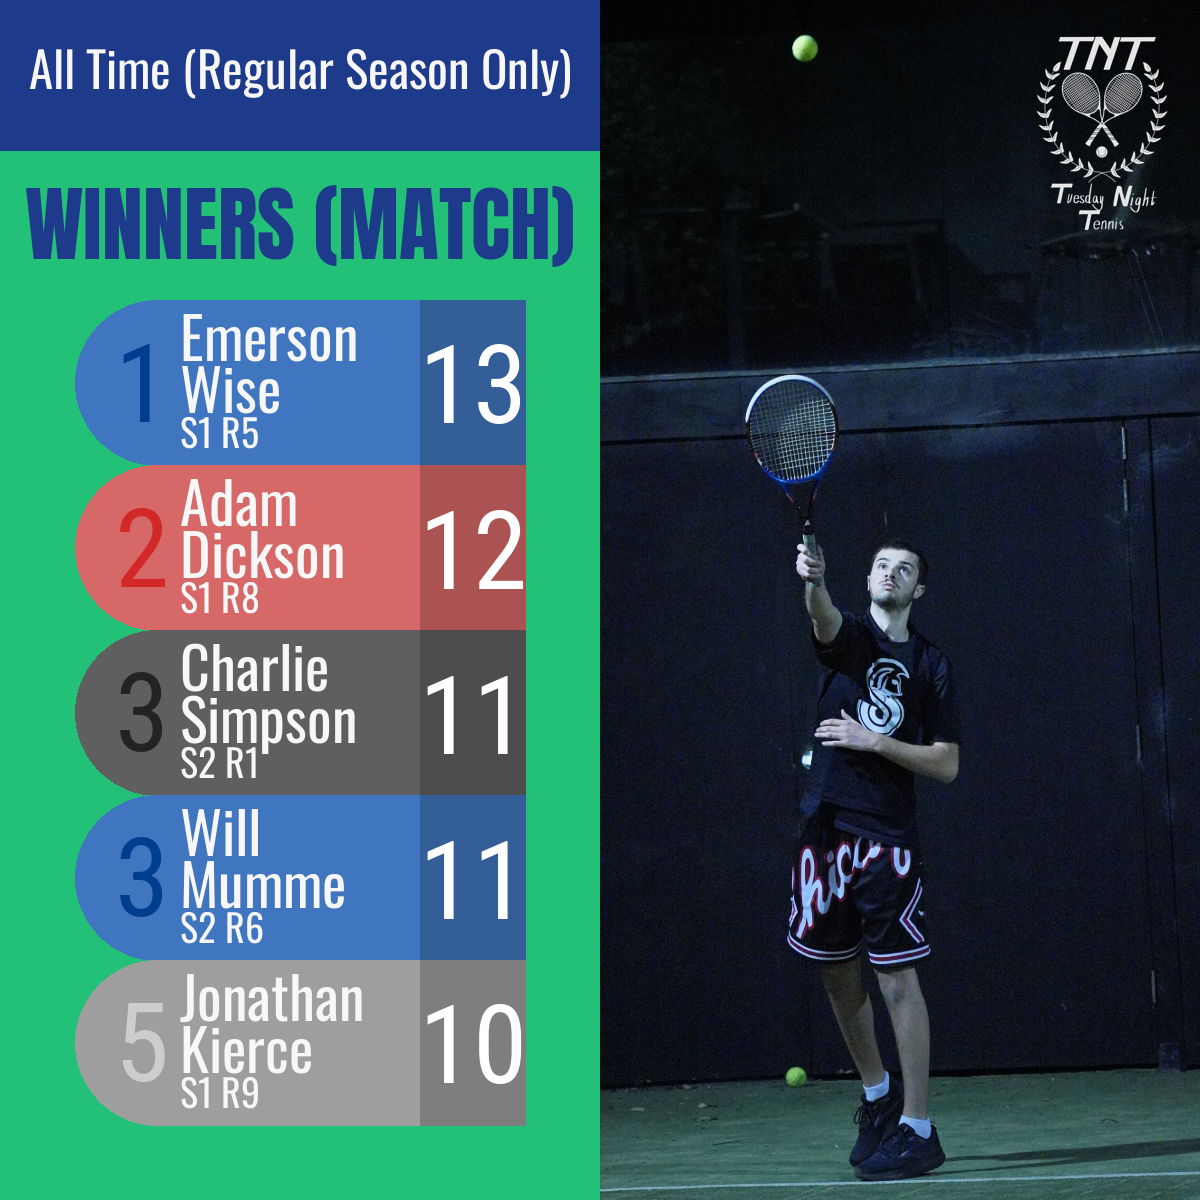 All Time (Regular Season Only)
WINNERS (MATCH)
1
Emerson
Wise
S1 R5
13
2
Adam
Dickson
S1 R8
12
3
Charlie
Simpson
S2 R1
11
3
Will
Mumme
S2 R6
11
5
Jonathan
Kierce
S1 R9
10
TNT
Tuesday Night
Tennis
S